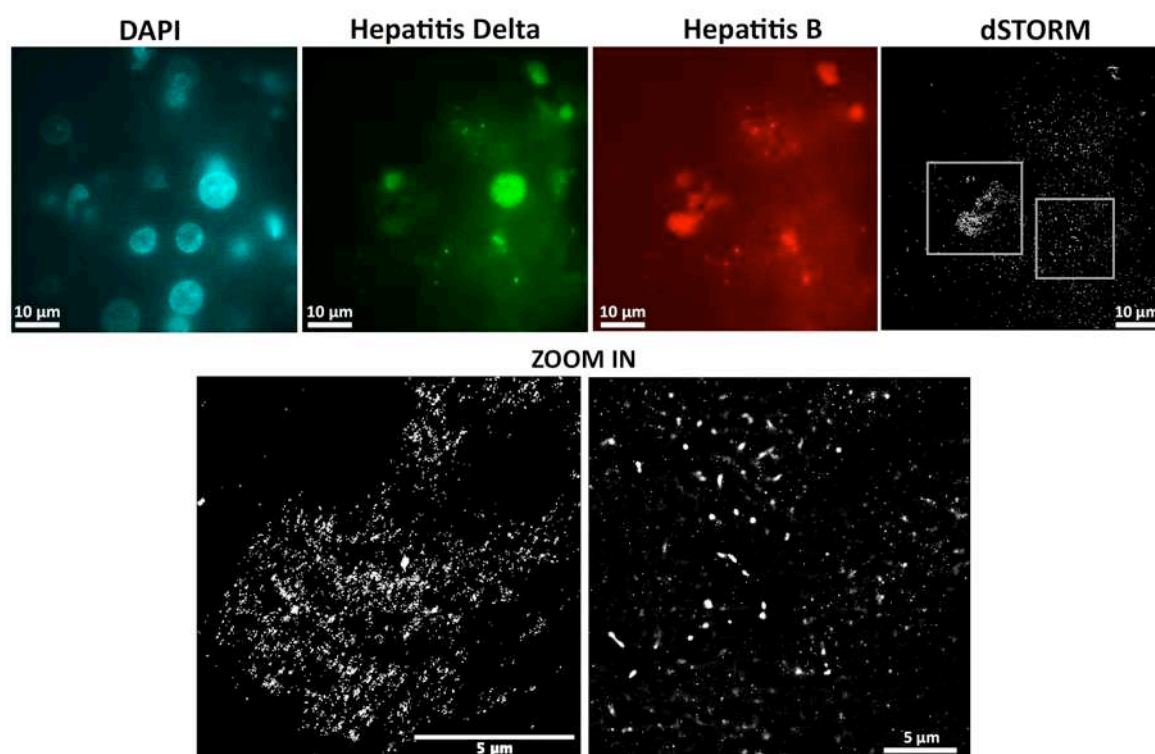 DAPI
Hepatitis Delta
Hepatitis B
dSTORM
10 µm
10 µm
10 µm
10 µm
ZOOM IN
5 µm
5 µm